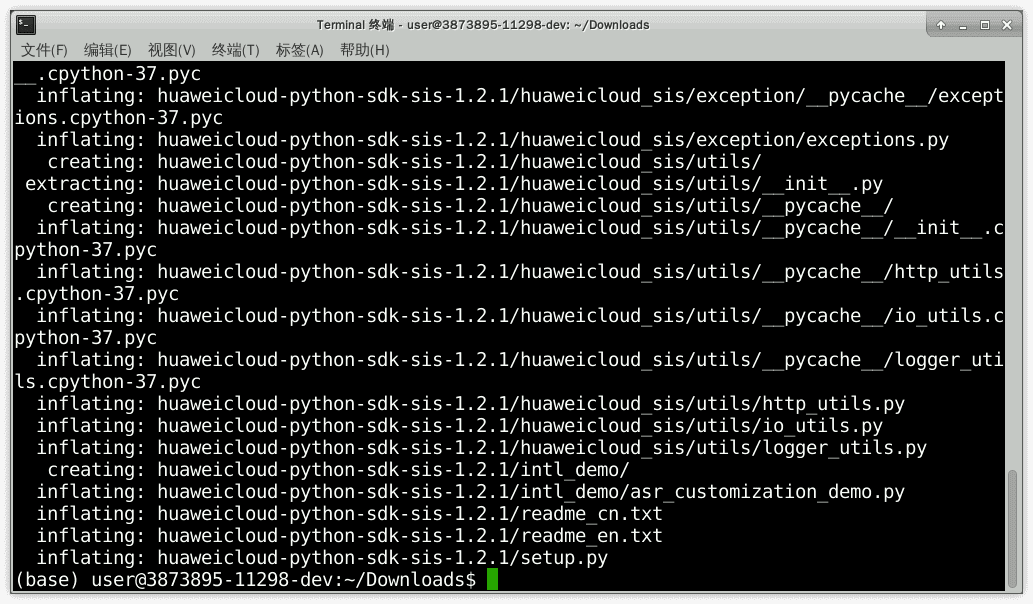 Terminal 终端 - user@3873895-11298-dev: ~/Downloads
文件(F) 编辑(E) 视图(V) 终端(T) 标签(A) 帮助(H)
__.cpython-37.pyc
  inflating: huaweicloud-python-sdk-sis-1.2.1/huaweicloud_sis/exception/__pycache__/except
ions.cpython-37.pyc
  inflating: huaweicloud-python-sdk-sis-1.2.1/huaweicloud_sis/exception/exceptions.py
   creating: huaweicloud-python-sdk-sis-1.2.1/huaweicloud_sis/utils/
 extracting: huaweicloud-python-sdk-sis-1.2.1/huaweicloud_sis/utils/__init__.py
   creating: huaweicloud-python-sdk-sis-1.2.1/huaweicloud_sis/utils/__pycache__/
  inflating: huaweicloud-python-sdk-sis-1.2.1/huaweicloud_sis/utils/__pycache__/__init__.c
python-37.pyc
  inflating: huaweicloud-python-sdk-sis-1.2.1/huaweicloud_sis/utils/__pycache__/http_utils
.cpython-37.pyc
  inflating: huaweicloud-python-sdk-sis-1.2.1/huaweicloud_sis/utils/__pycache__/io_utils.c
python-37.pyc
  inflating: huaweicloud-python-sdk-sis-1.2.1/huaweicloud_sis/utils/__pycache__/logger_uti
ls.cpython-37.pyc
  inflating: huaweicloud-python-sdk-sis-1.2.1/huaweicloud_sis/utils/http_utils.py
  inflating: huaweicloud-python-sdk-sis-1.2.1/huaweicloud_sis/utils/io_utils.py
  inflating: huaweicloud-python-sdk-sis-1.2.1/huaweicloud_sis/utils/logger_utils.py
   creating: huaweicloud-python-sdk-sis-1.2.1/intl_demo/
  inflating: huaweicloud-python-sdk-sis-1.2.1/intl_demo/asr_customization_demo.py
  inflating: huaweicloud-python-sdk-sis-1.2.1/readme_cn.txt
  inflating: huaweicloud-python-sdk-sis-1.2.1/readme_en.txt
  inflating: huaweicloud-python-sdk-sis-1.2.1/setup.py
(base) user@3873895-11298-dev:~/Downloads$